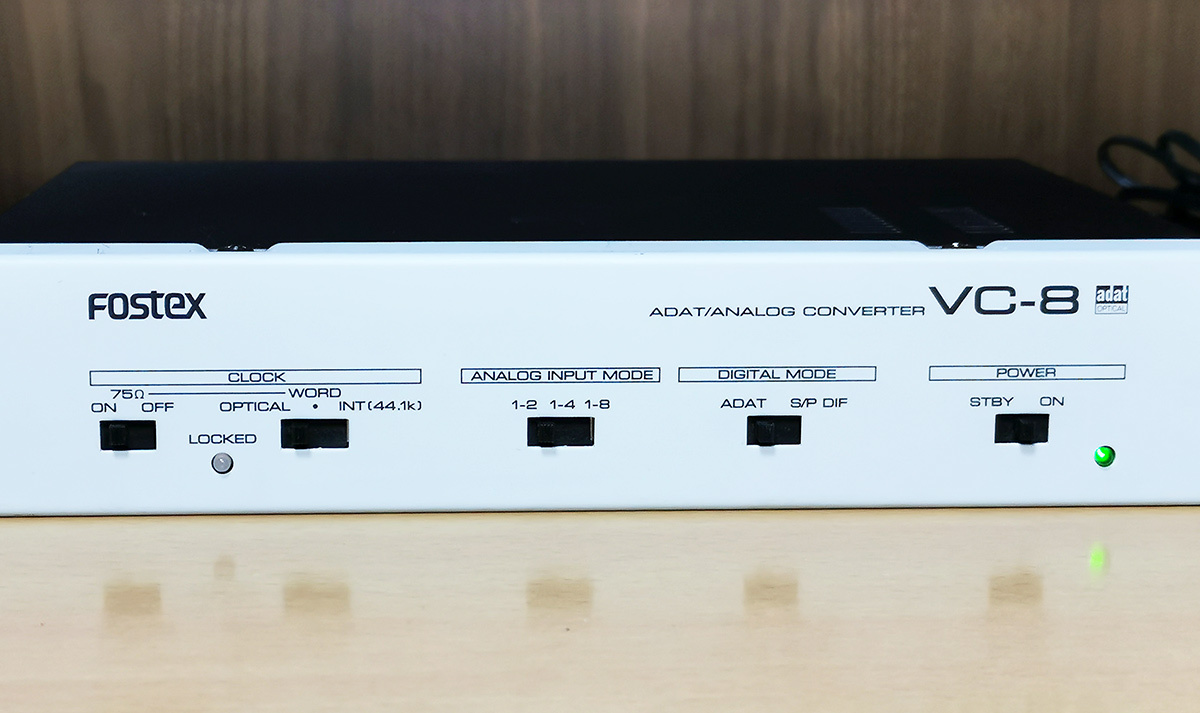 FOSTEX
ADAT/ANALOG CONVERTER VC-8 adat OPTICAL
CLOCK
75Ω WORD
ON OFF OPTICAL • INT(44.1k)
LOCKED
ANALOG INPUT MODE
1-2 1-4 1-8
DIGITAL MODE
ADAT S/P DIF
POWER
STBY ON